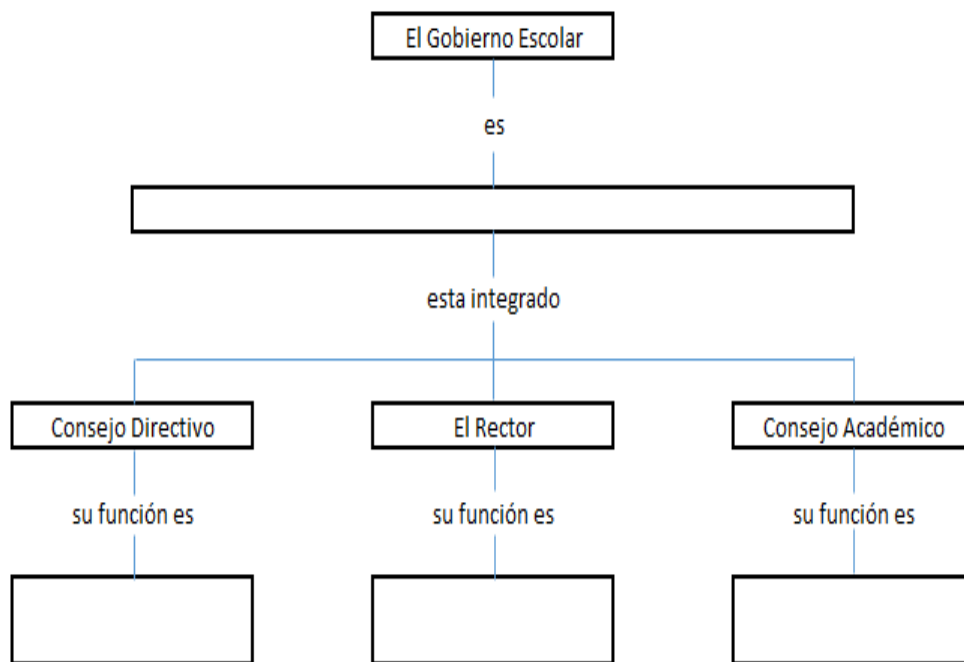 El Gobierno Escolar
es
esta integrado
Consejo Directivo
El Rector
Consejo Académico
su función es
su función es
su función es